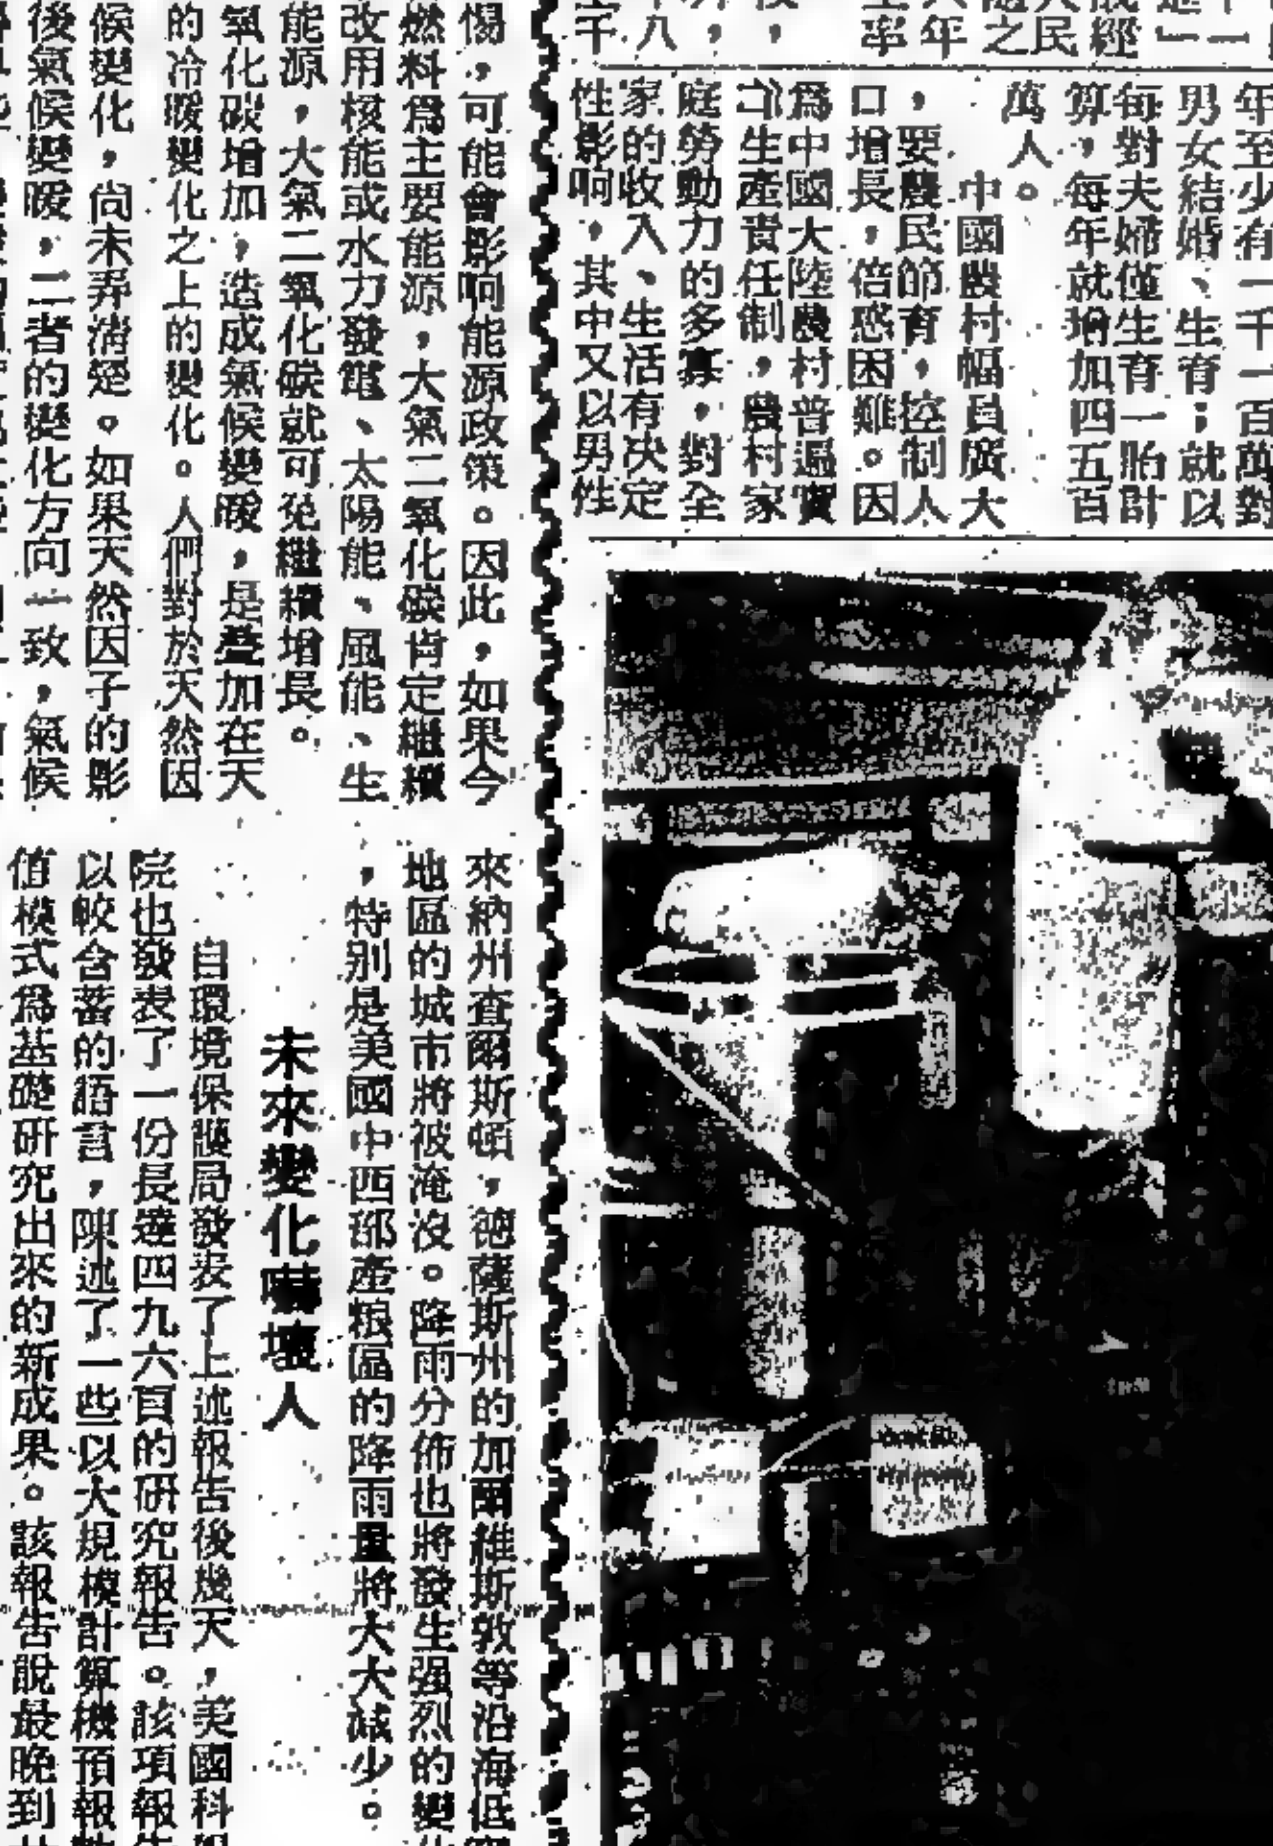 年至少有一千一百萬對
男女結婚、生育；就以
每對夫婦僅生育一胎計
算，每年就增加四五百
萬人。
中國農村幅員廣大
，要農民節育，控制人
口增長，倍感困難。因
爲中國大陸農村普遍實
生產責任制，農村家
庭勞動力的多寡，對全
家的收入、生活有決定
性影响，其中又以男性
惕，可能會影响能源政策。因此，如果今
燃料爲主要能源，大氣二氧化碳肯定繼續
改用核能或水力發電、太陽能、風能、生
能源，大氣二氧化碳就可免繼續增長。
氧化碳增加，造成氣候變暖，是疊加在天
的冷暖變化之上的變化。人們對於天然因
候變化，尚未弄清楚。如果天然因子的影
後氣候變暖，二者的變化方向一致，氣候
來納州查爾斯頓，德薩斯州的加爾維斯敦等沿海低
地區的城市將被淹沒。降雨分佈也將發生强烈的變化
，特別是美國中西部產粮區的降雨量將大大減少。
未來變化嚇壞人
自環境保護局發表了上述報告後幾天，美國科
院也發表了一份長達四九六頁的研究報告。該項報告
以較含蓄的語言，陳述了一些以大規模計算機預報數
值模式爲基礎研究出來的新成果。該報告說最晚到